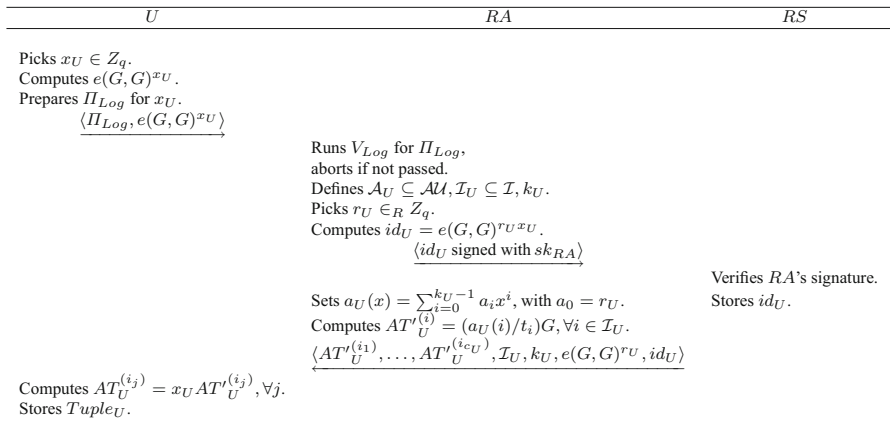 U RA RS
Picks x_U ∈ Z_q.
Computes e(G, G)^{x_U}.
Prepares Π_{Log} for x_U.
⟨Π_{Log}, e(G, G)^{x_U}⟩
Runs V_{Log} for Π_{Log},
aborts if not passed.
Defines 𝒜_U ⊆ 𝒜𝒰, ℐ_U ⊆ ℐ, k_U.
Picks r_U ∈_R Z_q.
Computes id_U = e(G, G)^{r_U x_U}.
⟨id_U signed with sk_{RA}⟩
Verifies RA's signature.
Sets a_U(x) = ∑_{i=0}^{k_U−1} a_i x^i, with a_0 = r_U. Stores id_U.
Computes AT'_U^{(i)} = (a_U(i)/t_i)G, ∀i ∈ ℐ_U.
⟨AT'_U^{(i_1)}, . . . , AT'_U^{(i_{c_U})}, ℐ_U, k_U, e(G, G)^{r_U}, id_U⟩
Computes AT_U^{(i_j)} = x_U AT'_U^{(i_j)}, ∀j.
Stores Tuple_U.